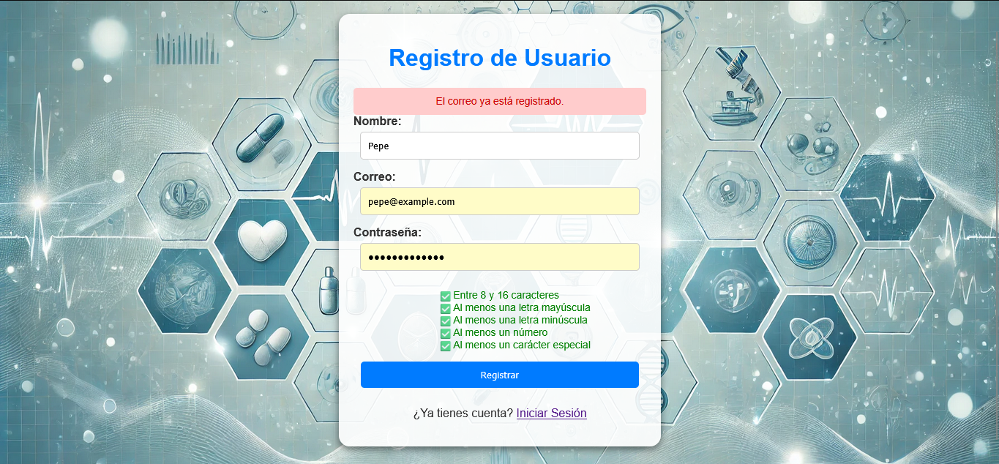 Registro de Usuario
El correo ya está registrado.
Nombre:
Pepe
Correo:
pepe@example.com
Contraseña:
•••••••••••••
✅ Entre 8 y 16 caracteres
✅ Al menos una letra mayúscula
✅ Al menos una letra minúscula
✅ Al menos un número
✅ Al menos un carácter especial
Registrar
¿Ya tienes cuenta? Iniciar Sesión